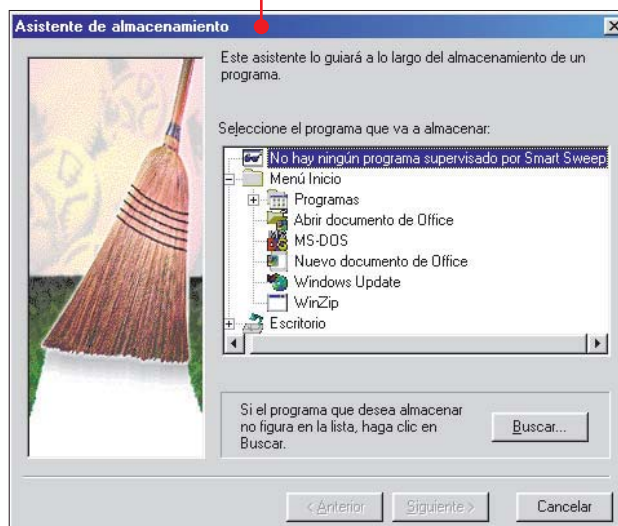 Asistente de almacenamiento
Este asistente lo guiará a lo largo del almacenamiento de un
programa.
Seleccione el programa que va a almacenar:
No hay ningún programa supervisado por Smart Sweep
Menú Inicio
Programas
Abrir documento de Office
MS-DOS
Nuevo documento de Office
Windows Update
WinZip
Escritorio
Si el programa que desea almacenar
no figura en la lista, haga clic en
Buscar.
Buscar...
< Anterior
Siguiente >
Cancelar